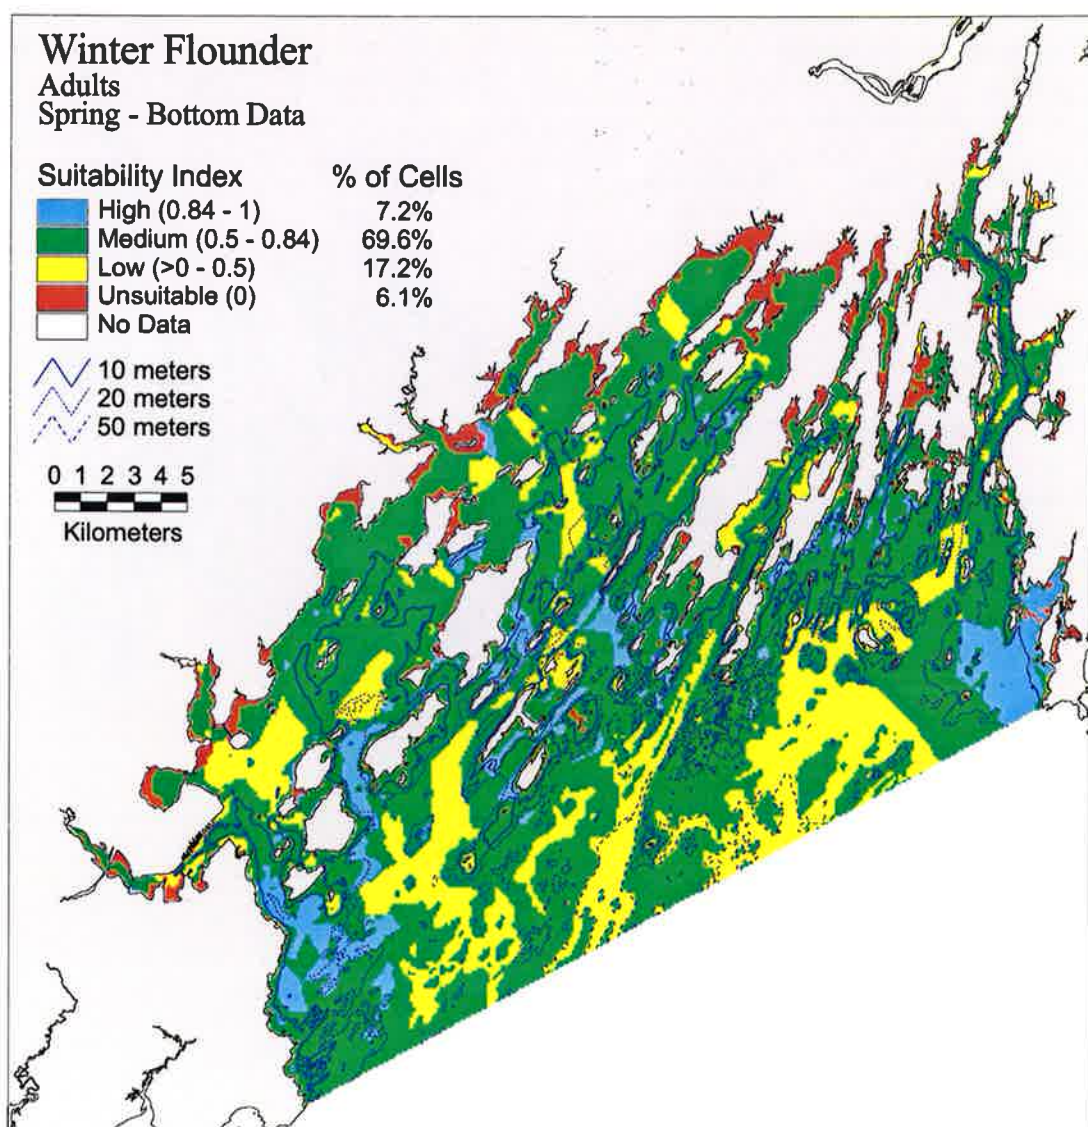 Winter Flounder
Adults
Spring - Bottom Data
Suitability Index % of Cells
High (0.84 - 1) 7.2%
Medium (0.5 - 0.84) 69.6%
Low (>0 - 0.5) 17.2%
Unsuitable (0) 6.1%
No Data
10 meters
20 meters
50 meters
0 1 2 3 4 5
Kilometers